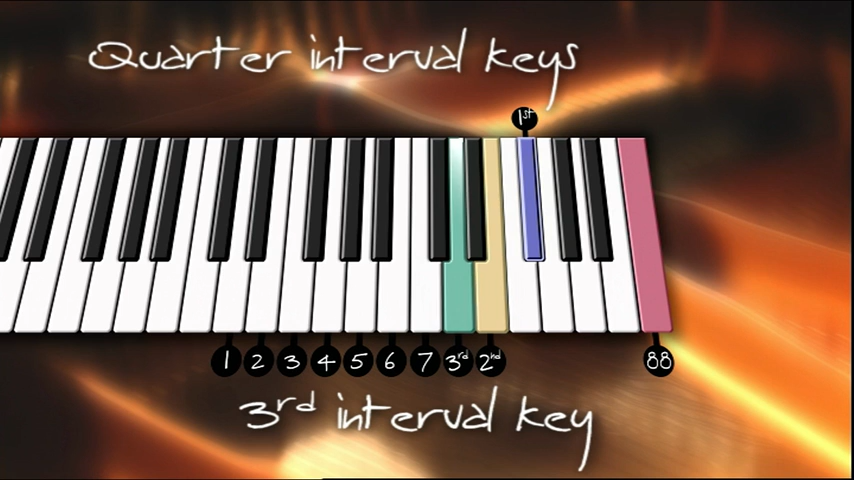 Quarter interval keys
1st
1 2 3 4 5 6 7 3rd 2nd 88
3rd interval key